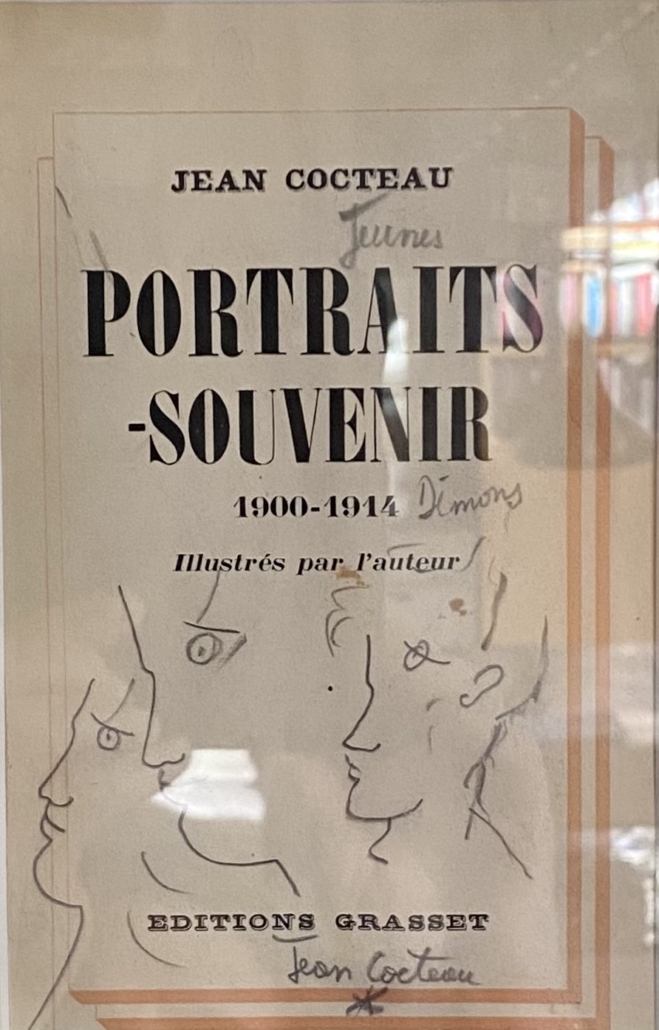 JEAN COCTEAU
Jeunes
PORTRAITS
-SOUVENIR
1900-1914 Démons
Illustrés par l'auteur
EDITIONS GRASSET
Jean Cocteau